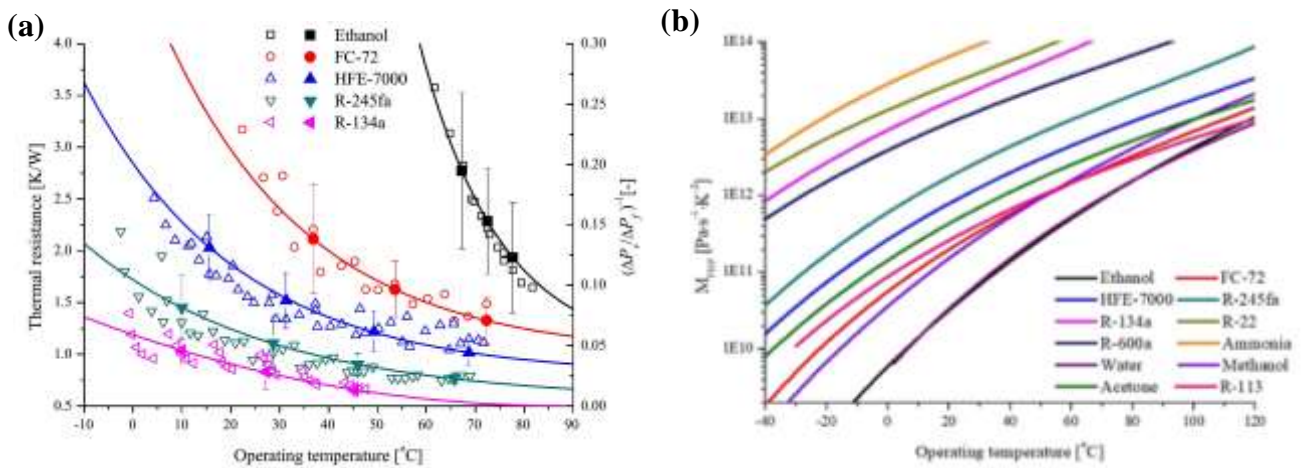 (a)
Thermal resistance [K/W]
4.0
3.5
3.0
2.5
2.0
1.5
1.0
0.5
Ethanol
FC-72
HFE-7000
R-245fa
R-134a
0.30
0.25
0.20
0.15
0.10
0.05
0.00
(ΔPᵥ/ΔP_f)⁻¹ [-]
-10 0 10 20 30 40 50 60 70 80 90
Operating temperature [°C]
(b)
1E14
1E13
1E12
1E11
1E10
[Pa·s⁻¹·K⁻²]
Ethanol FC-72
HFE-7000 R-245fa
R-134a R-22
R-600a Ammonia
Water Methanol
Acetone R-113
-40 -20 0 20 40 60 80 100 120
Operating temperature [°C]